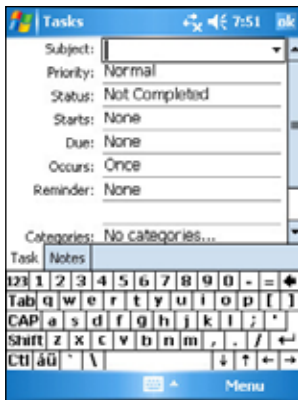 Tasks 7:51 ok
Subject:
Priority: Normal
Status: Not Completed
Starts: None
Due: None
Occurs: Once
Reminder: None
Categories: No categories...
Task Notes
123 1 2 3 4 5 6 7 8 9 0 - =
Tab q w e r t y u i o p [ ]
CAP a s d f g h j k l ; '
Shift z x c v b n m , . /
Ctl áü ` \ ↓ ↑ ← →
Menu